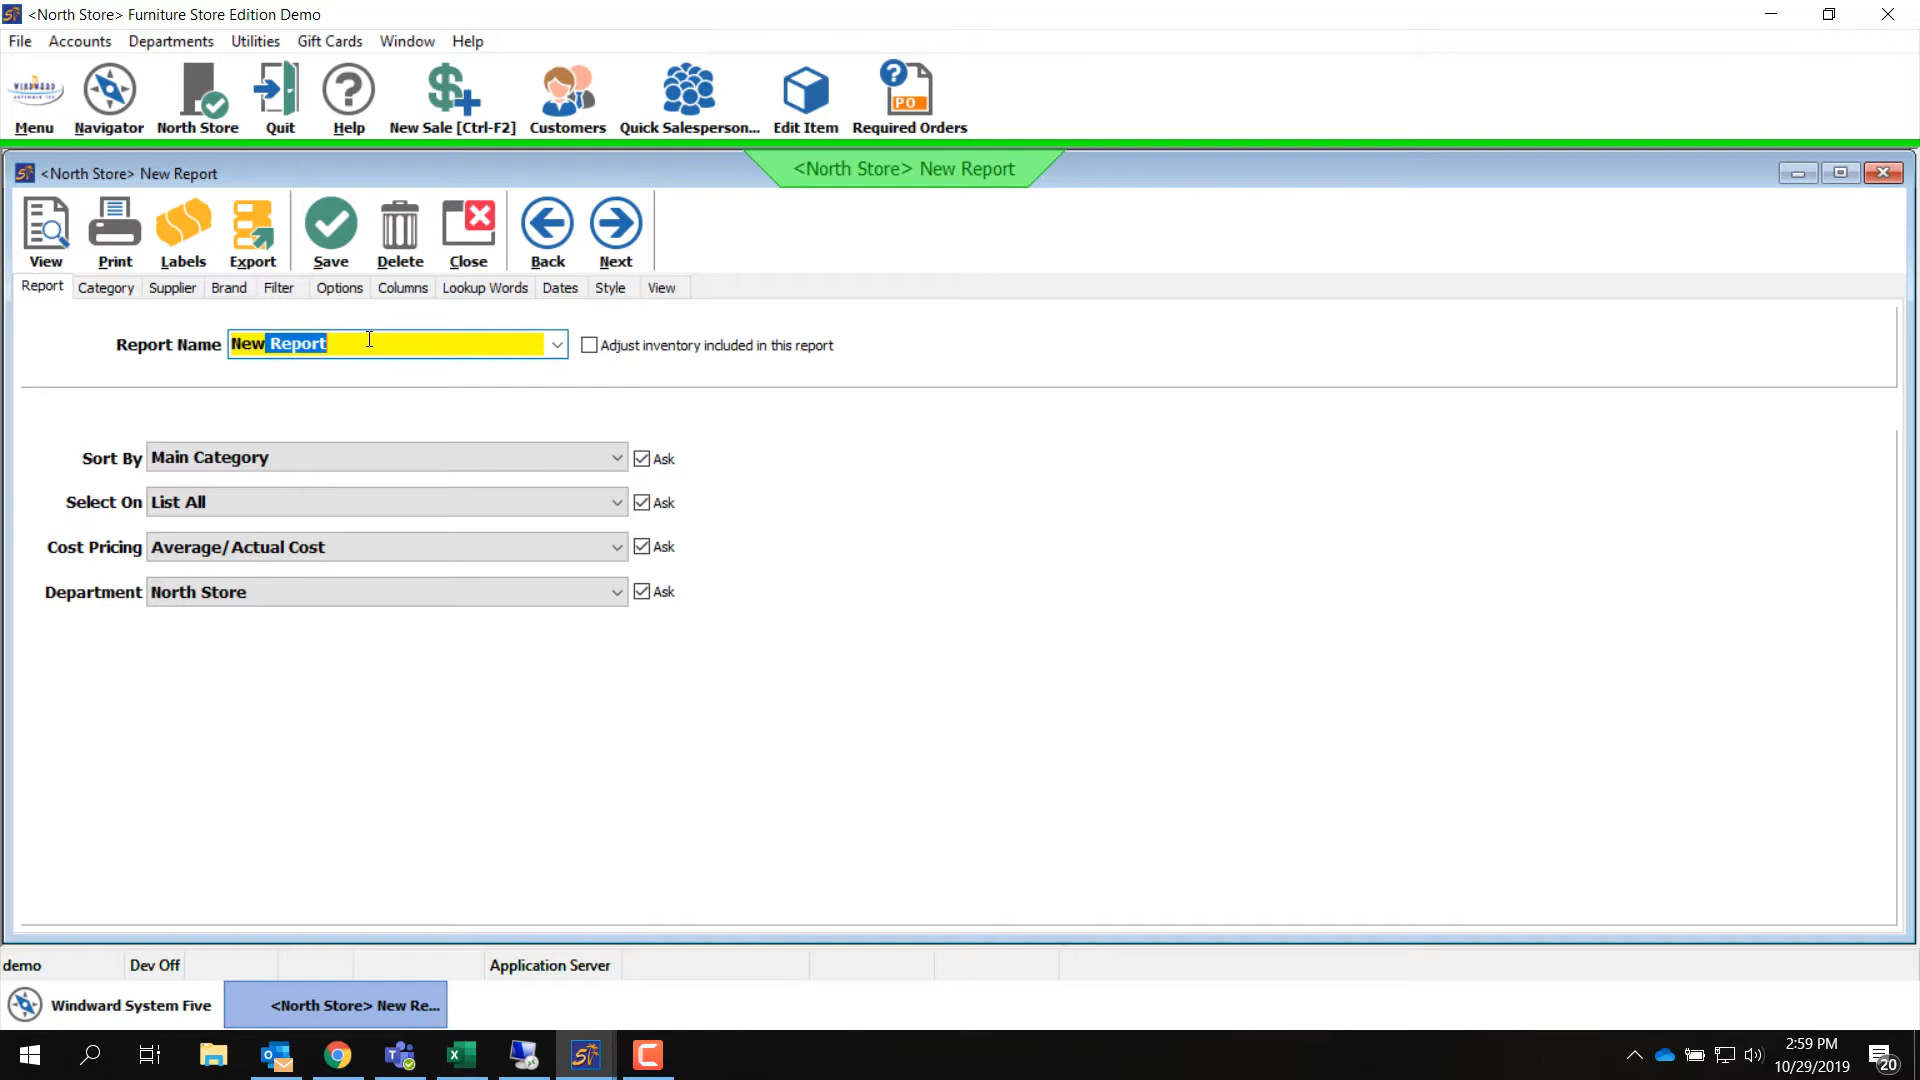 <North Store> Furniture Store Edition Demo
File Accounts Departments Utilities Gift Cards Window Help
WINDWARD
Menu Navigator North Store Quit Help New Sale [Ctrl-F2] Customers Quick Salesperson... Edit Item PO Required Orders
<North Store> New Report
<North Store> New Report
View Print Labels Export Save Delete Close Back Next
Report Category Supplier Brand Filter Options Columns Lookup Words Dates Style View
Report Name New Report Adjust inventory included in this report
Sort By Main Category Ask
Select On List All Ask
Cost Pricing Average/Actual Cost Ask
Department North Store Ask
demo Dev Off Application Server
Windward System Five <North Store> New Re...
2:59 PM
10/29/2019
20